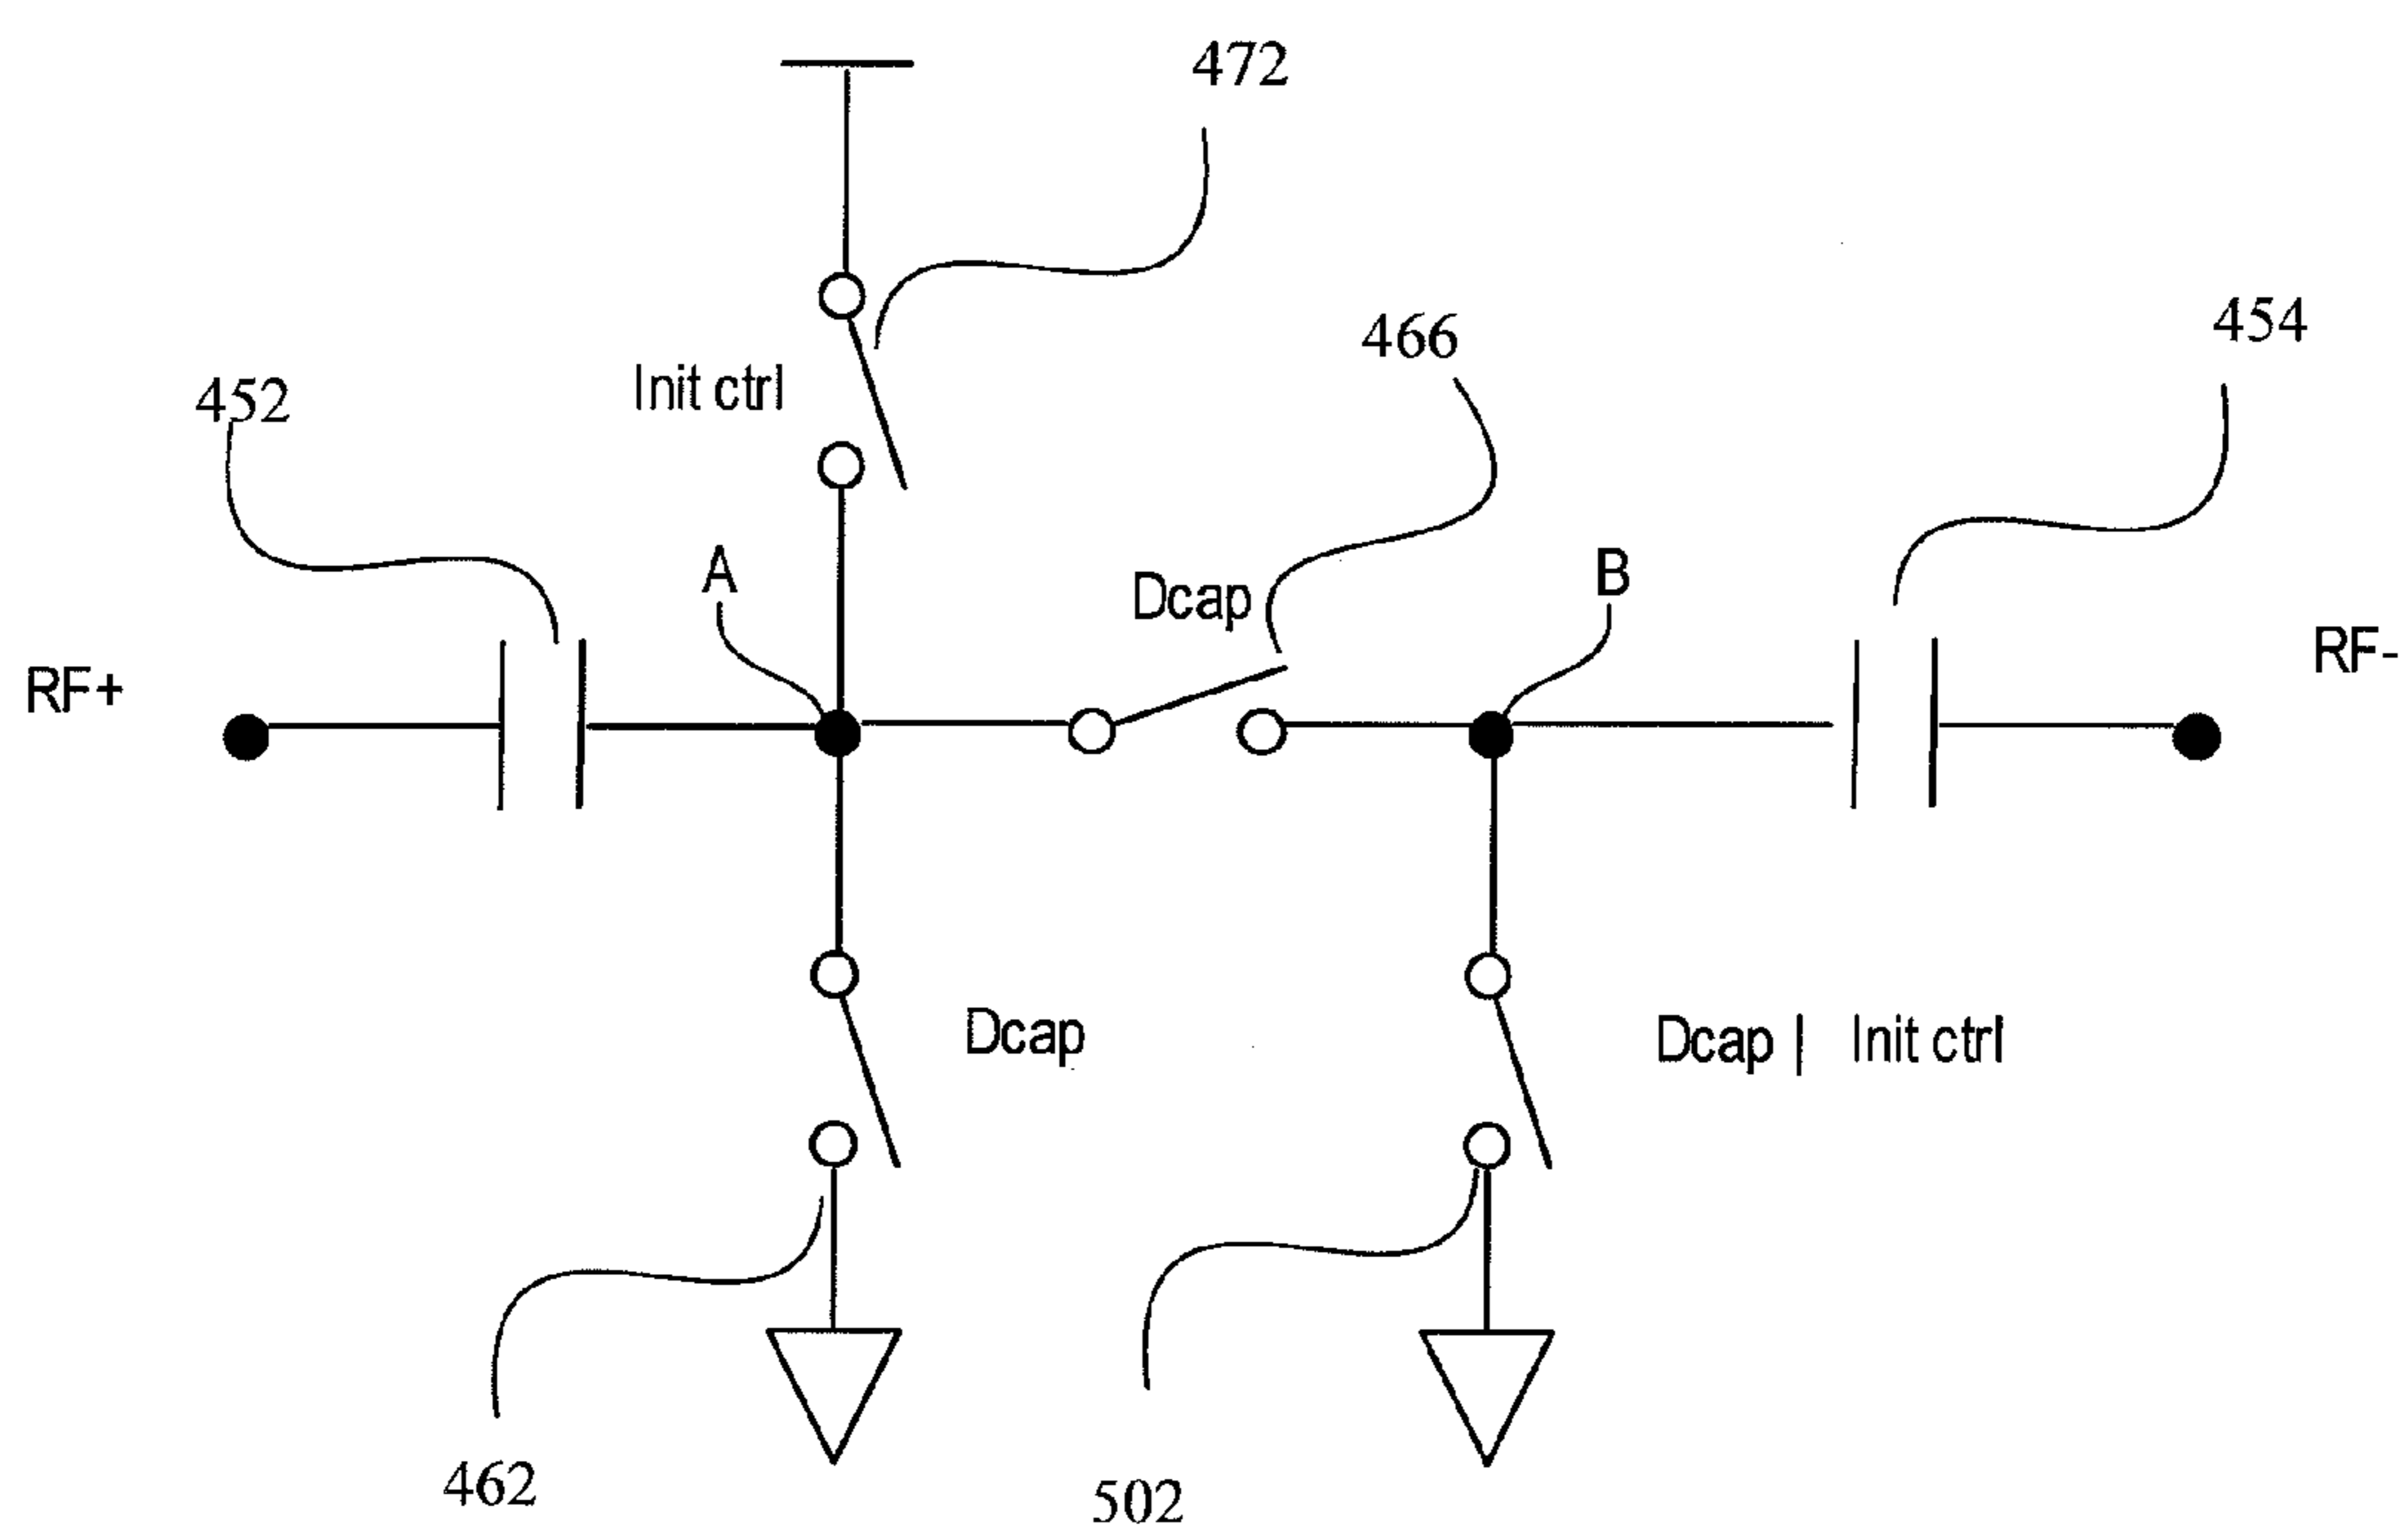 472
454
466
Init ctrl
452
A
Dcap
B
RF+
RF-
Dcap
Dcap | Init ctrl
462
502